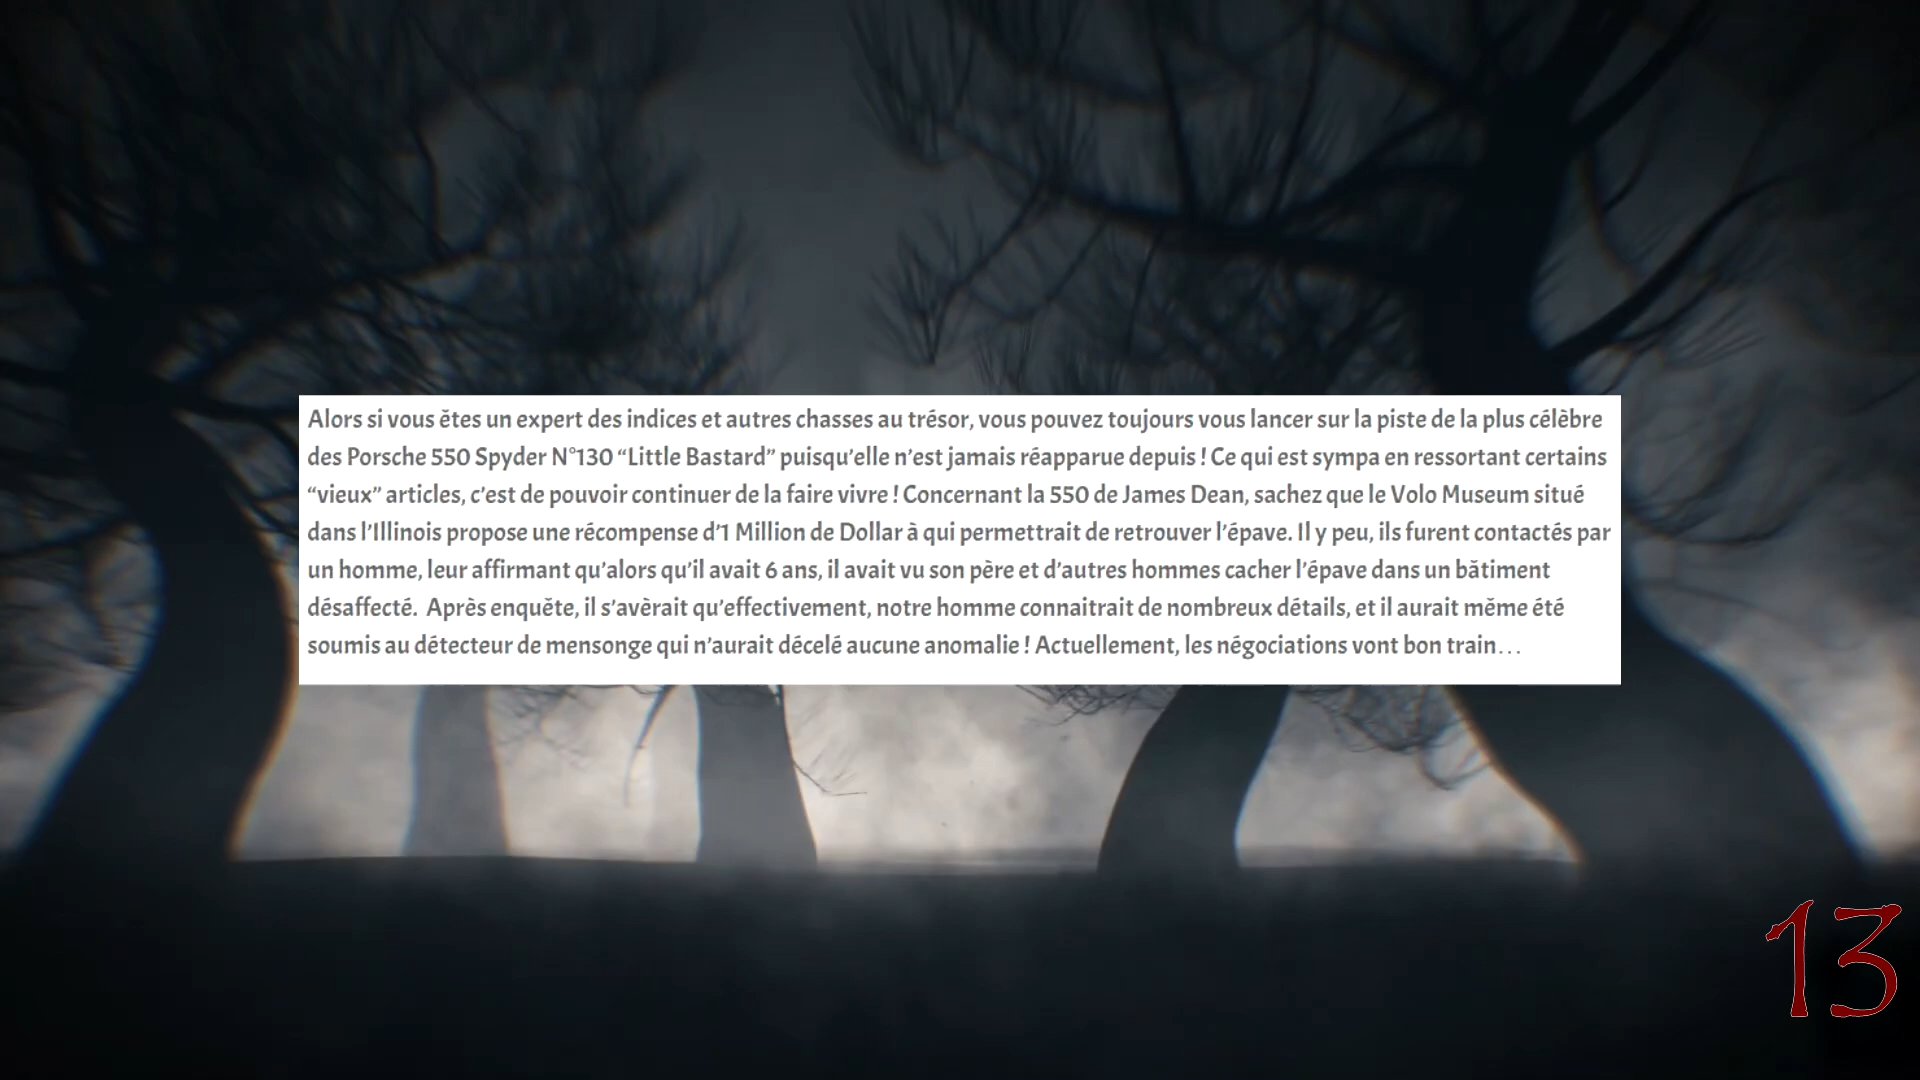 Alors si vous êtes un expert des indices et autres chasses au trésor, vous pouvez toujours vous lancer sur la piste de la plus célèbre
des Porsche 550 Spyder N°130 “Little Bastard” puisqu’elle n’est jamais réapparue depuis ! Ce qui est sympa en ressortant certains
“vieux” articles, c’est de pouvoir continuer de la faire vivre ! Concernant la 550 de James Dean, sachez que le Volo Museum situé
dans l’Illinois propose une récompense d’1 Million de Dollar à qui permettrait de retrouver l’épave. Il y peu, ils furent contactés par
un homme, leur affirmant qu’alors qu’il avait 6 ans, il avait vu son père et d’autres hommes cacher l’épave dans un bâtiment
désaffecté.  Après enquête, il s’avèrait qu’effectivement, notre homme connaitrait de nombreux détails, et il aurait même été
soumis au détecteur de mensonge qui n’aurait décelé aucune anomalie ! Actuellement, les négociations vont bon train…
13